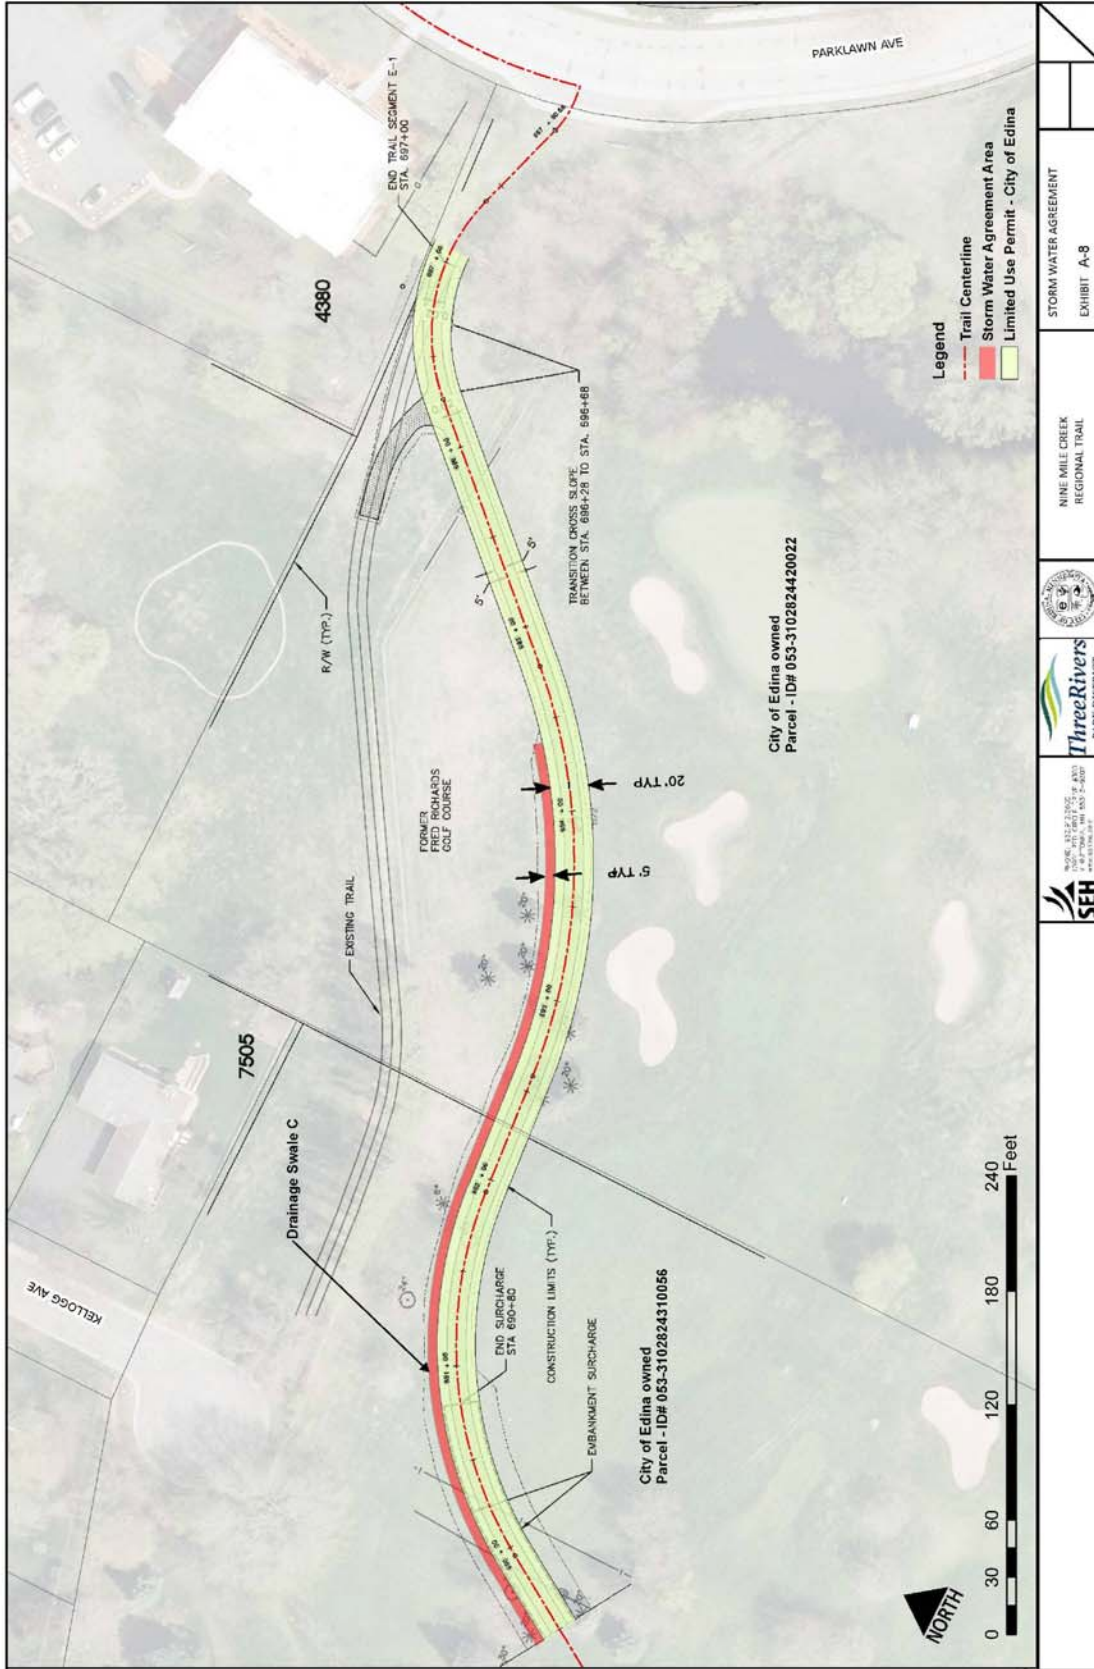 PARKLAWN AVE
END TRAIL SEGMENT E-1
STA. 697+00
4380
R/W (TYP.)
TRANSITION CROSS SLOPE
BETWEEN STA. 696+28 TO STA. 696+68
5'
5'
FORMER
FRED RICHARDS
GOLF COURSE
EXISTING TRAIL
20' TYP
5' TYP
City of Edina owned
Parcel - ID# 053-3102824420022
7505
Drainage Swale C
KELLOGG AVE
END SURCHARGE
STA 690+80
CONSTRUCTION LIMITS (TYP.)
EMBANKMENT SURCHARGE
City of Edina owned
Parcel - ID# 053-3102824310056
Legend
Trail Centerline
Storm Water Agreement Area
Limited Use Permit - City of Edina
NORTH
0 30 60 120 180 240
Feet
SEH
ThreeRivers
NINE MILE CREEK
REGIONAL TRAIL
STORM WATER AGREEMENT
EXHIBIT A-8